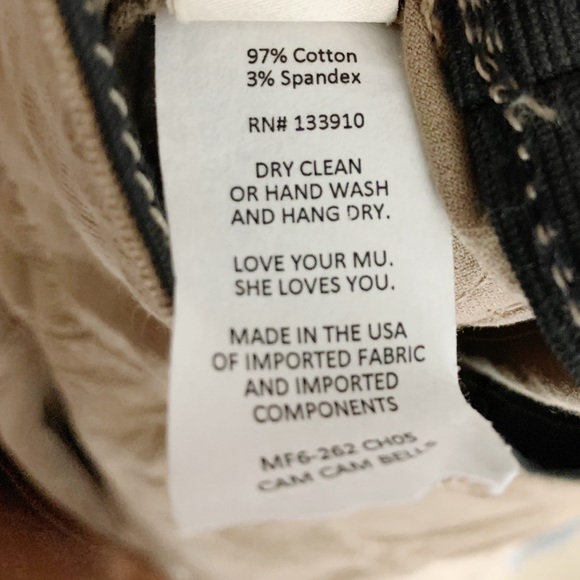 97% Cotton
3% Spandex
RN# 133910
DRY CLEAN
OR HAND WASH
AND HANG DRY.
LOVE YOUR MU.
SHE LOVES YOU.
MADE IN THE USA
OF IMPORTED FABRIC
AND IMPORTED
COMPONENTS
MF6-262 CH05
CAM CAM BELLS